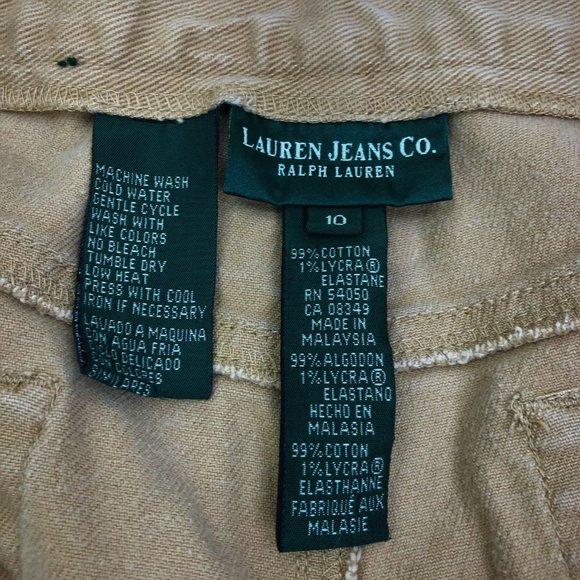 MACHINE WASH
COLD WATER
GENTLE CYCLE
WASH WITH
LIKE COLORS
NO BLEACH
TUMBLE DRY
LOW HEAT
PRESS WITH COOL
IRON IF NECESSARY
LAVADO A MAQUINA
CON AGUA FRIA
CICLO DELICADO
LAUREN JEANS CO.
RALPH LAUREN
10
99% COTTON
1% LYCRA®
ELASTANE
RN 54050
CA 08349
MADE IN
MALAYSIA
99% ALGODON
1% LYCRA®
ELASTANO
HECHO EN
MALASIA
99% COTON
1% LYCRA®
ELASTHANNE
FABRIQUÉ AUX
MALASIE